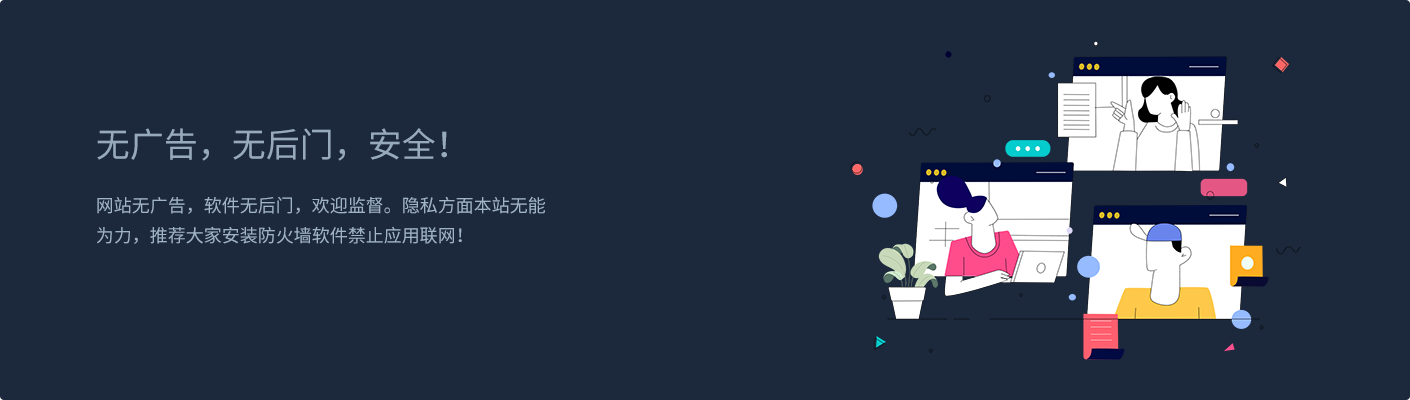 无广告，无后门，安全！
网站无广告，软件无后门，欢迎监督。隐私方面本站无能
为力，推荐大家安装防火墙软件禁止应用联网！